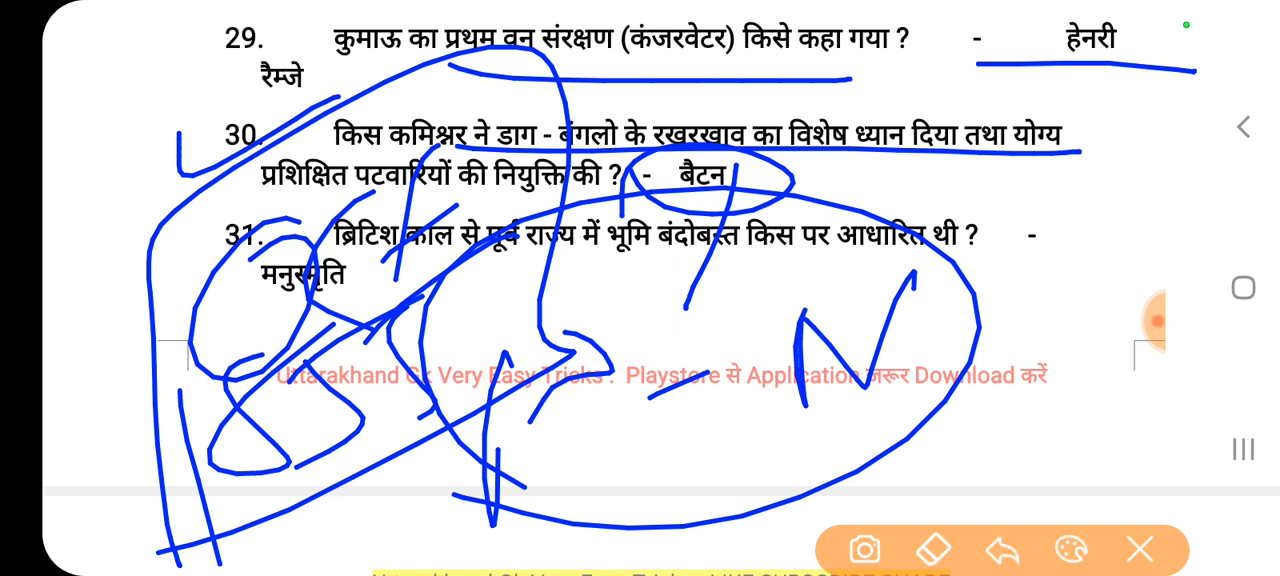 29. कुमाऊ का प्रथम वन संरक्षण (कंजरवेटर) किसे कहा गया ? - हेनरी
रैम्जे
30. किस कमिश्नर ने डाग - बंगलो के रखरखाव का विशेष ध्यान दिया तथा योग्य
प्रशिक्षित पटवारियों की नियुक्ति की ? - बैटन
31. ब्रिटिश काल से पूर्व राज्य में भूमि बंदोबस्त किस पर आधारित थी ? -
मनुस्मृति
Uttarakhand Gk Very Easy Tricks : Playstore से Application जरूर Download करें